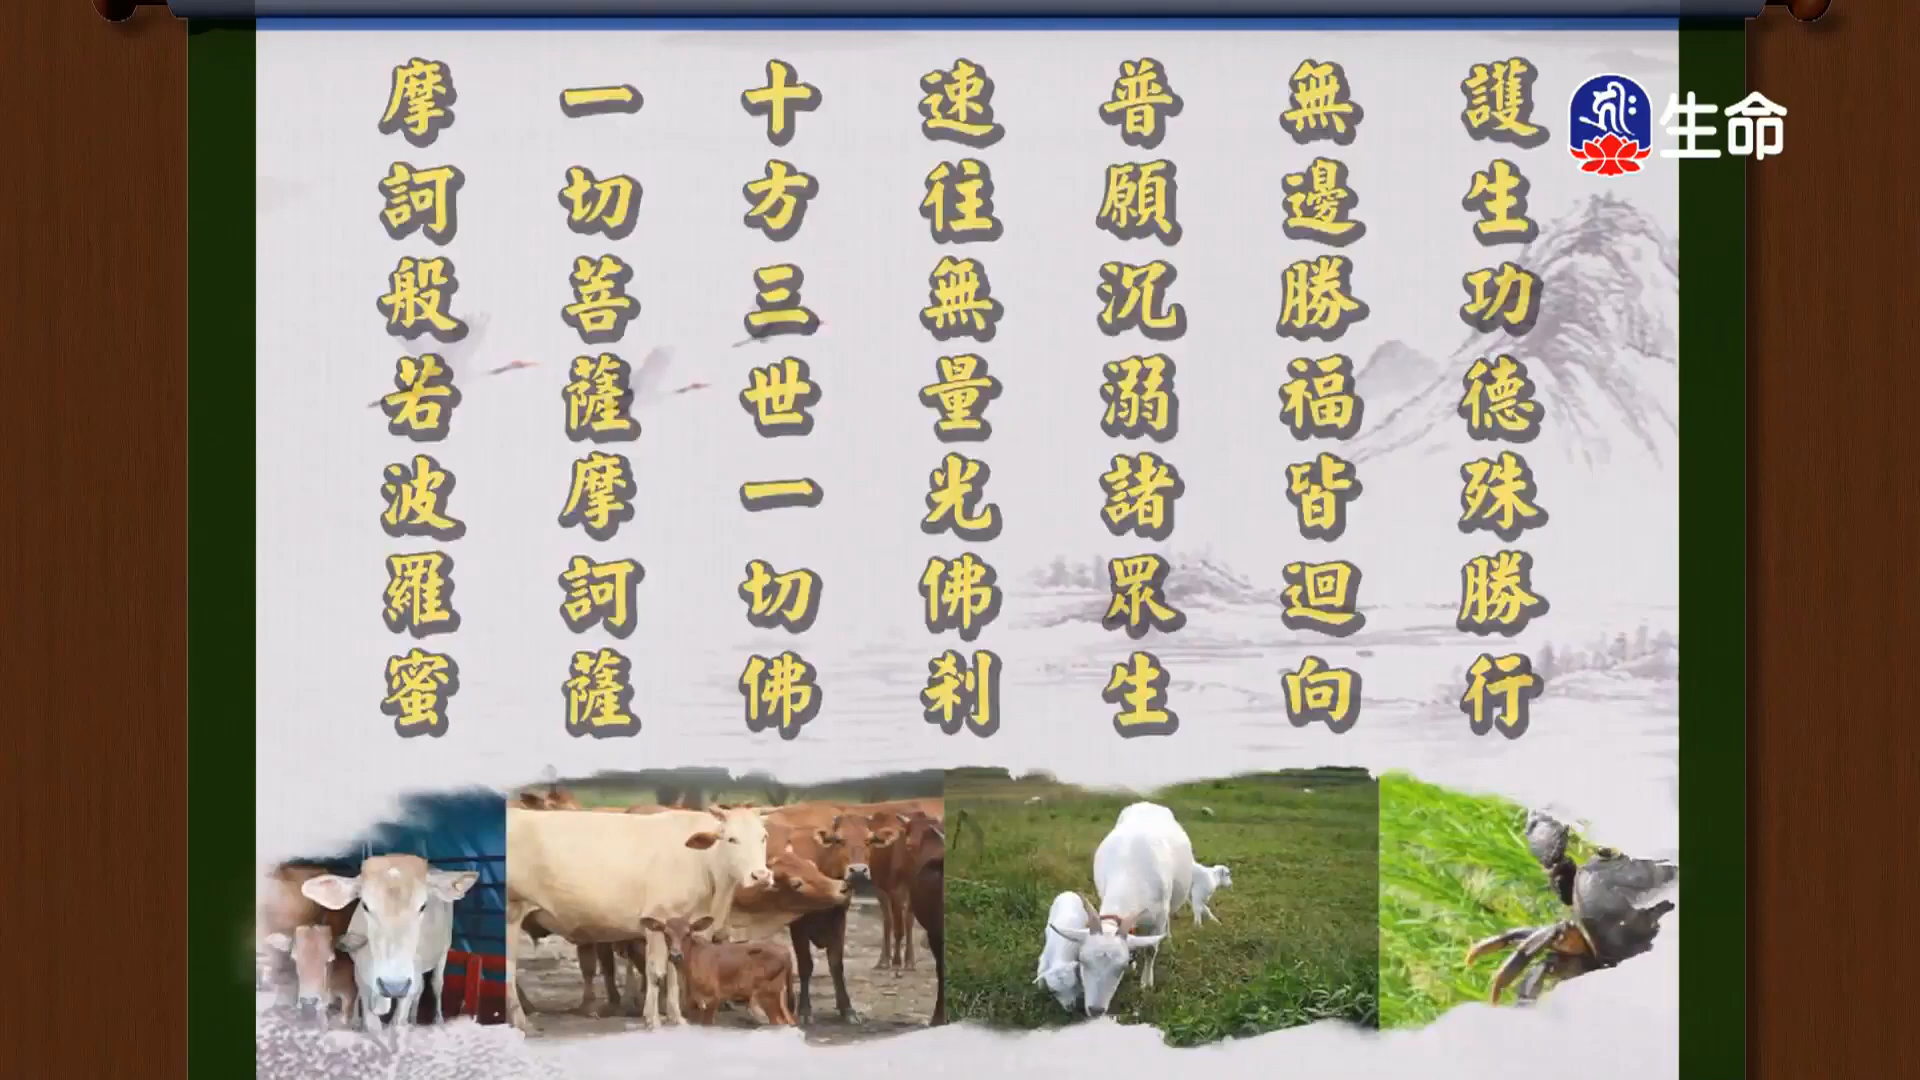 護生功德殊勝行
無邊勝福皆迴向
普願沉溺諸眾生
速往無量光佛剎
十方三世一切佛
一切菩薩摩訶薩
摩訶般若波羅蜜
生命